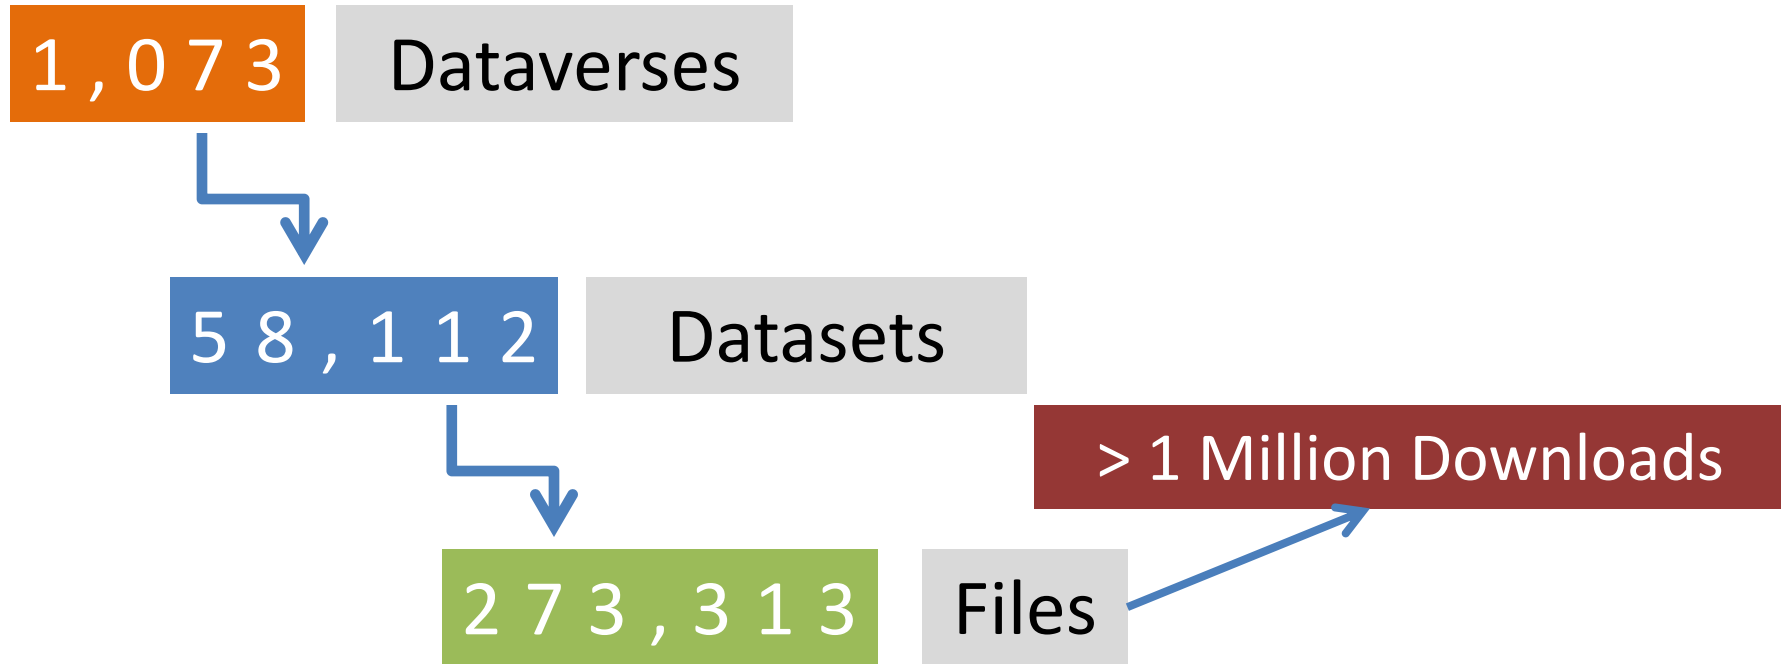 1,073 Dataverses
58,112 Datasets
> 1 Million Downloads
273,313 Files